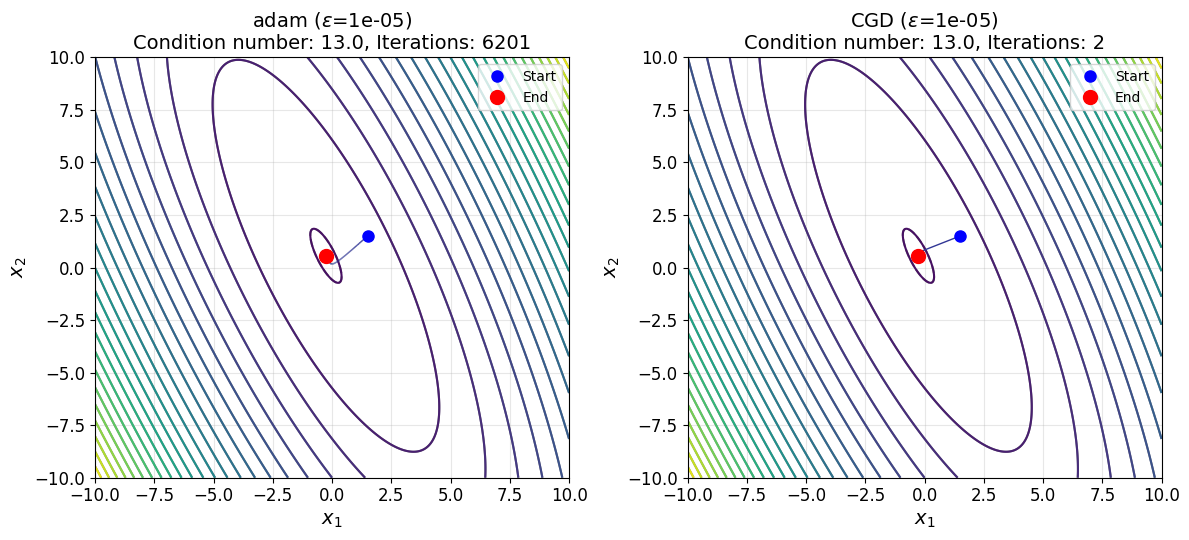 adam (ε=1e-05)
Condition number: 13.0, Iterations: 6201
10.0
7.5
5.0
2.5
0.0
−2.5
−5.0
−7.5
−10.0
−10.0 −7.5 −5.0 −2.5 0.0 2.5 5.0 7.5 10.0
x₁
x₂
Start
End
CGD (ε=1e-05)
Condition number: 13.0, Iterations: 2
10.0
7.5
5.0
2.5
0.0
−2.5
−5.0
−7.5
−10.0
−10.0 −7.5 −5.0 −2.5 0.0 2.5 5.0 7.5 10.0
x₁
x₂
Start
End